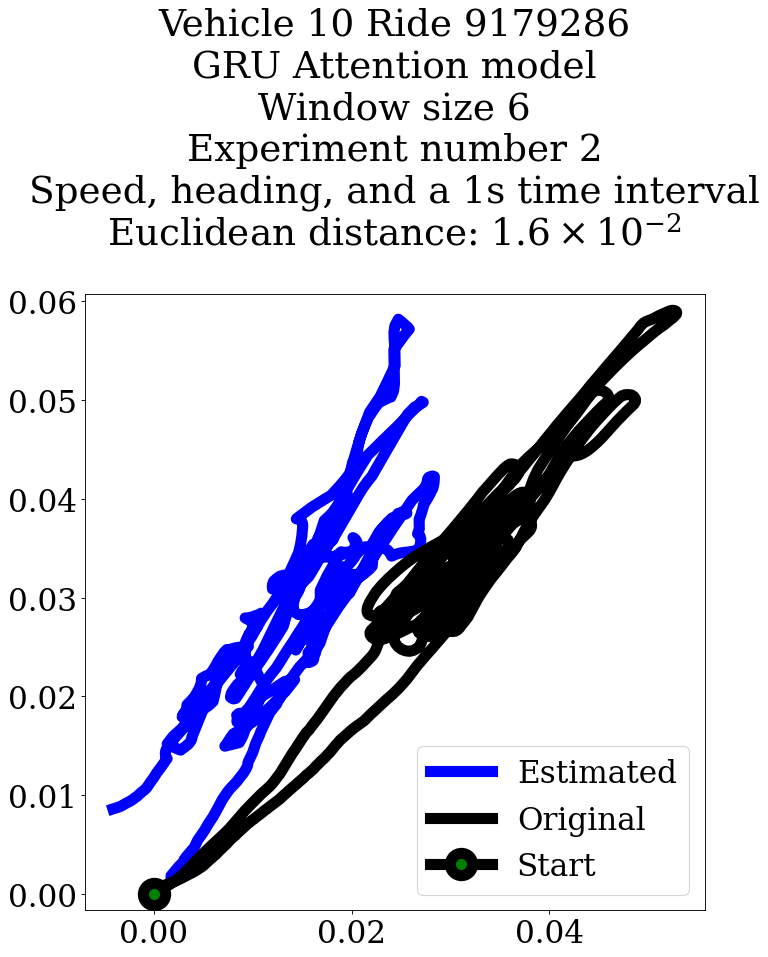 Vehicle 10 Ride 9179286
GRU Attention model
Window size 6
Experiment number 2
Speed, heading, and a 1s time interval
Euclidean distance: 1.6 × 10⁻²
0.06
0.05
0.04
0.03
0.02
0.01
0.00
Estimated
Original
Start
0.00 0.02 0.04